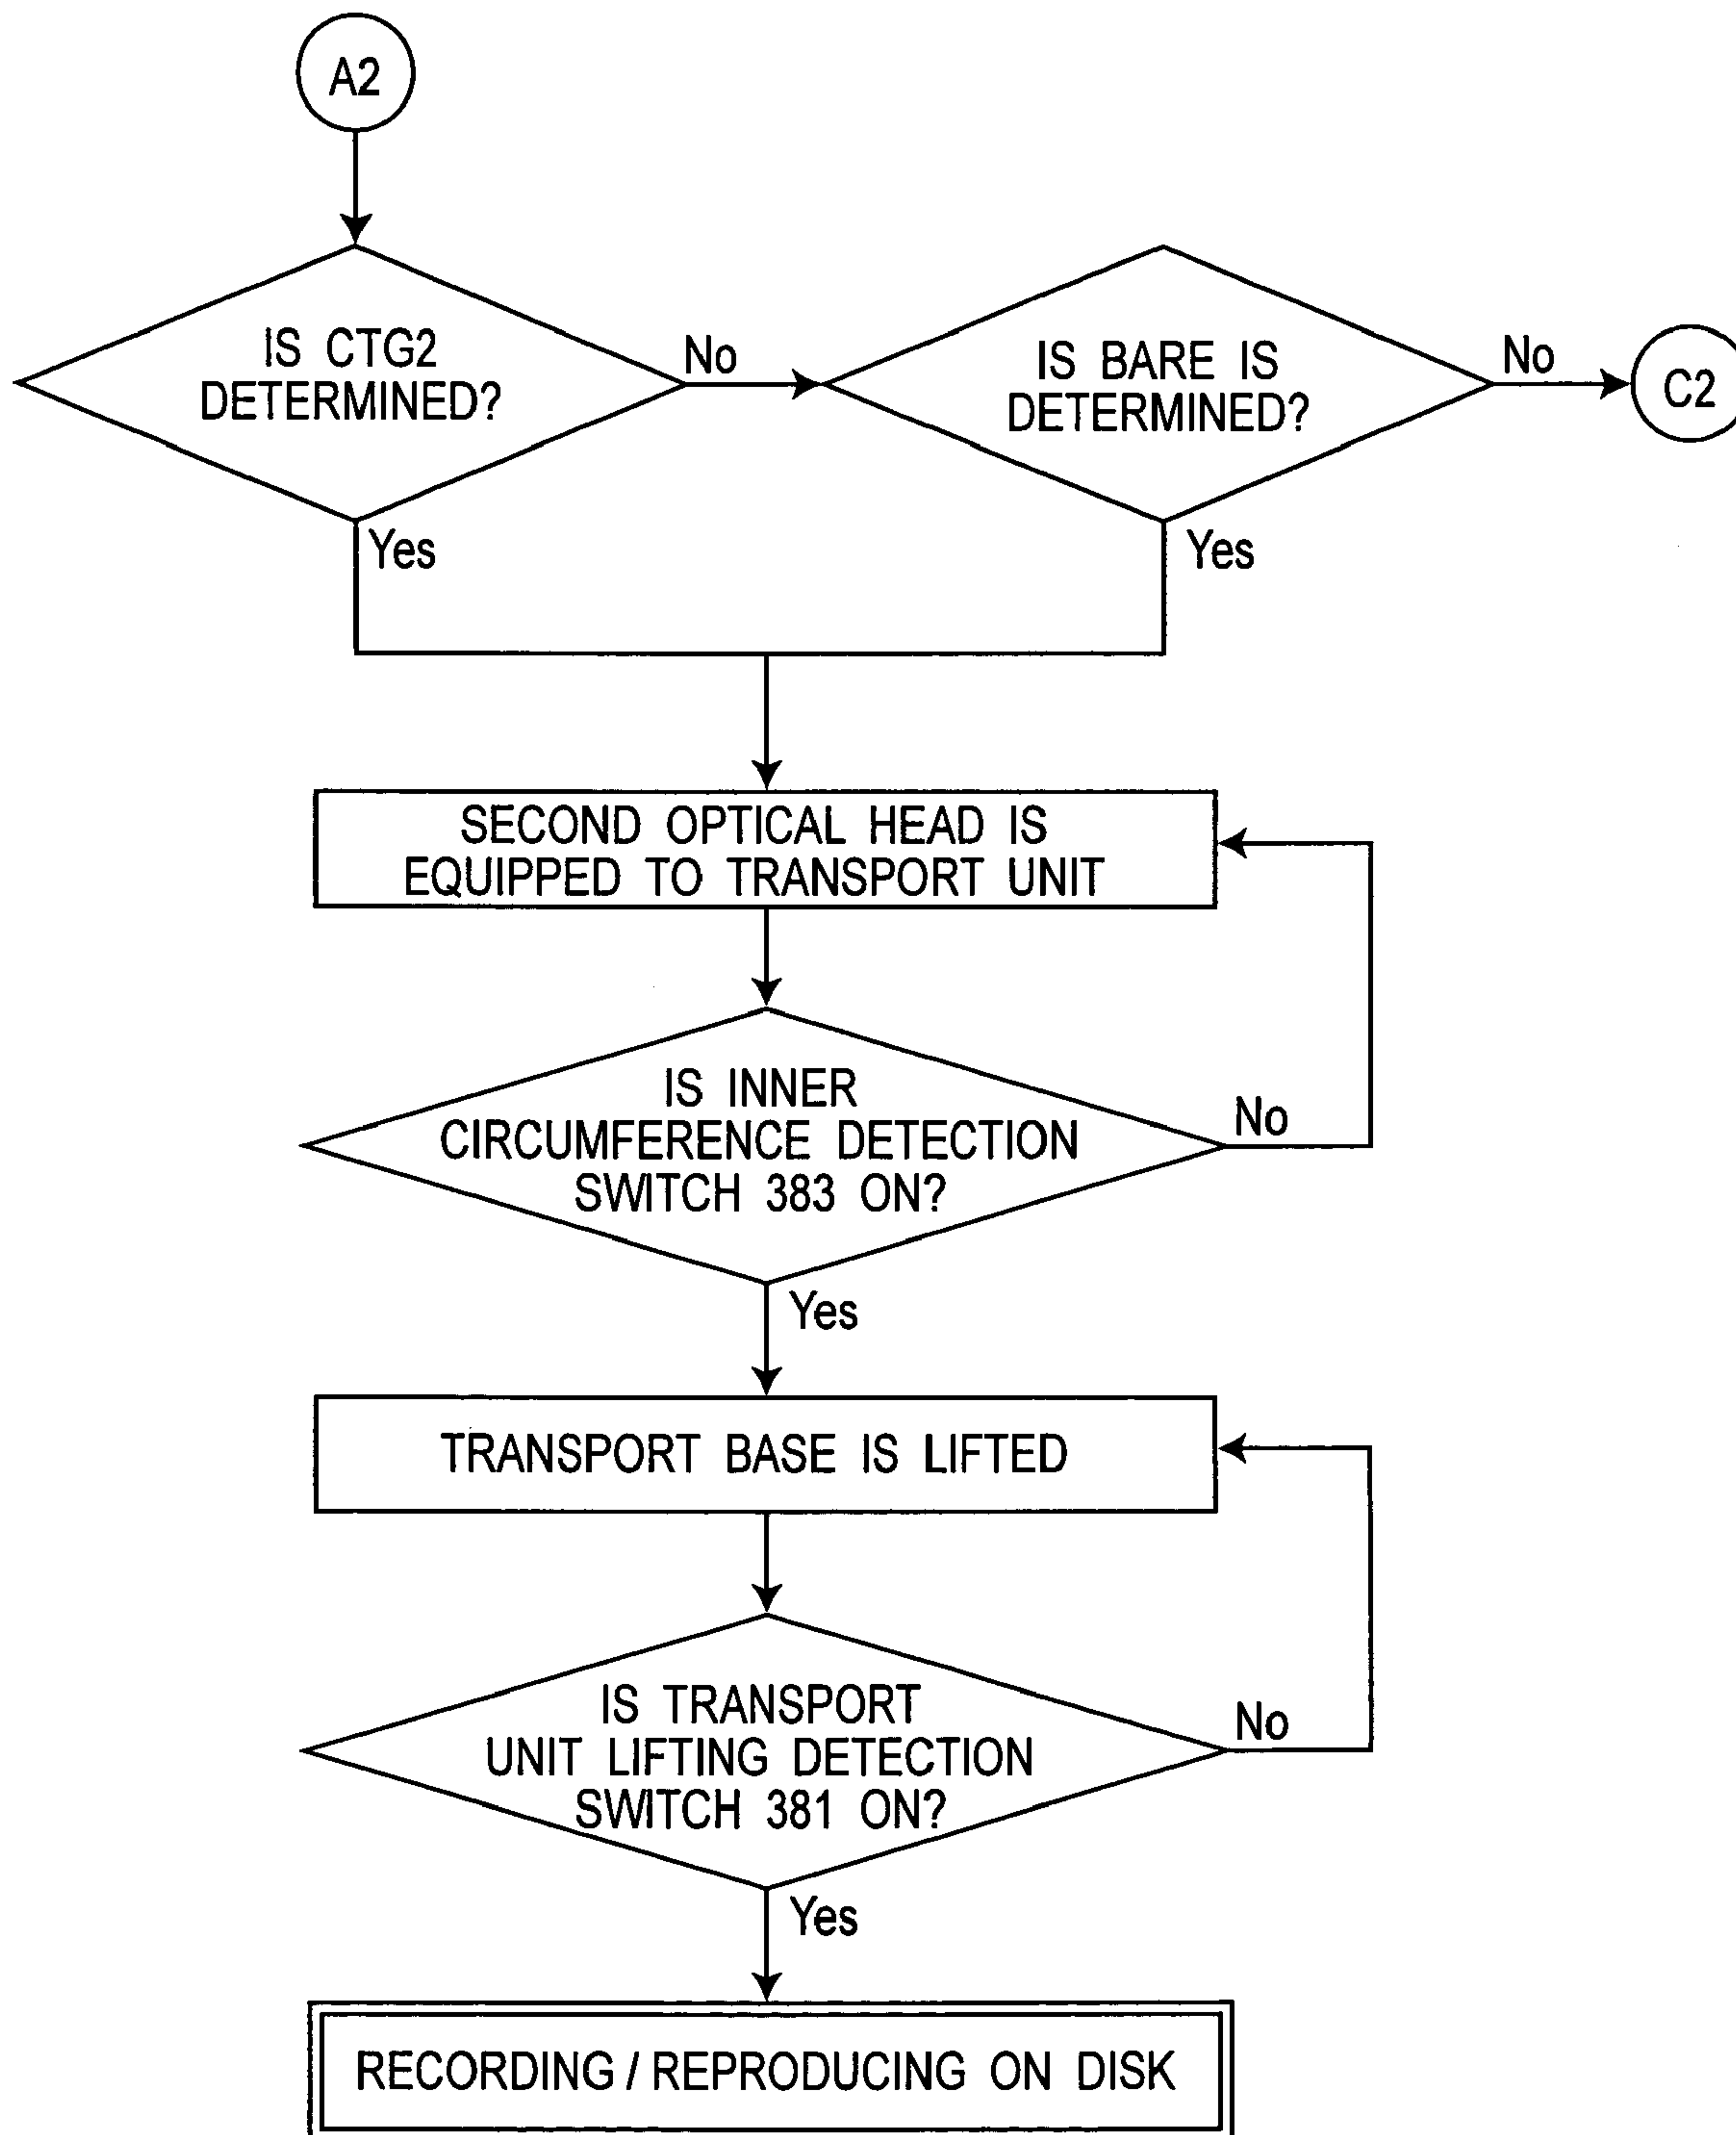 A2
IS CTG2
DETERMINED?
No
IS BARE IS
DETERMINED?
No
C2
Yes
Yes
SECOND OPTICAL HEAD IS
EQUIPPED TO TRANSPORT UNIT
IS INNER
CIRCUMFERENCE DETECTION
SWITCH 383 ON?
No
Yes
TRANSPORT BASE IS LIFTED
IS TRANSPORT
UNIT LIFTING DETECTION
SWITCH 381 ON?
No
Yes
RECORDING / REPRODUCING ON DISK